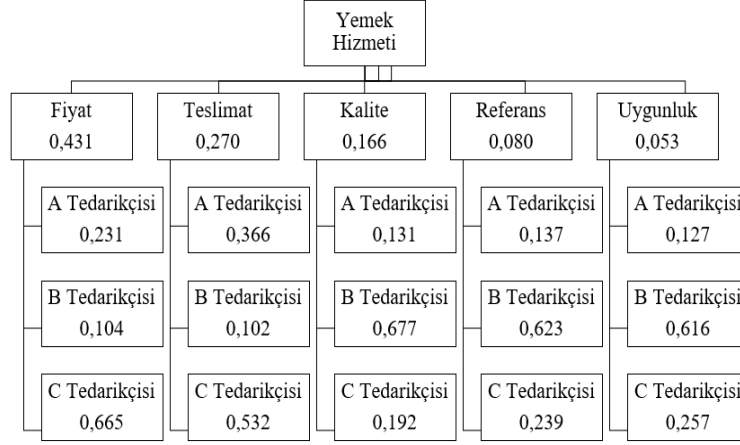 Yemek
Hizmeti
Fiyat
0,431
Teslimat
0,270
Kalite
0,166
Referans
0,080
Uygunluk
0,053
A Tedarikçisi
0,231
A Tedarikçisi
0,366
A Tedarikçisi
0,131
A Tedarikçisi
0,137
A Tedarikçisi
0,127
B Tedarikçisi
0,104
B Tedarikçisi
0,102
B Tedarikçisi
0,677
B Tedarikçisi
0,623
B Tedarikçisi
0,616
C Tedarikçisi
0,665
C Tedarikçisi
0,532
C Tedarikçisi
0,192
C Tedarikçisi
0,239
C Tedarikçisi
0,257